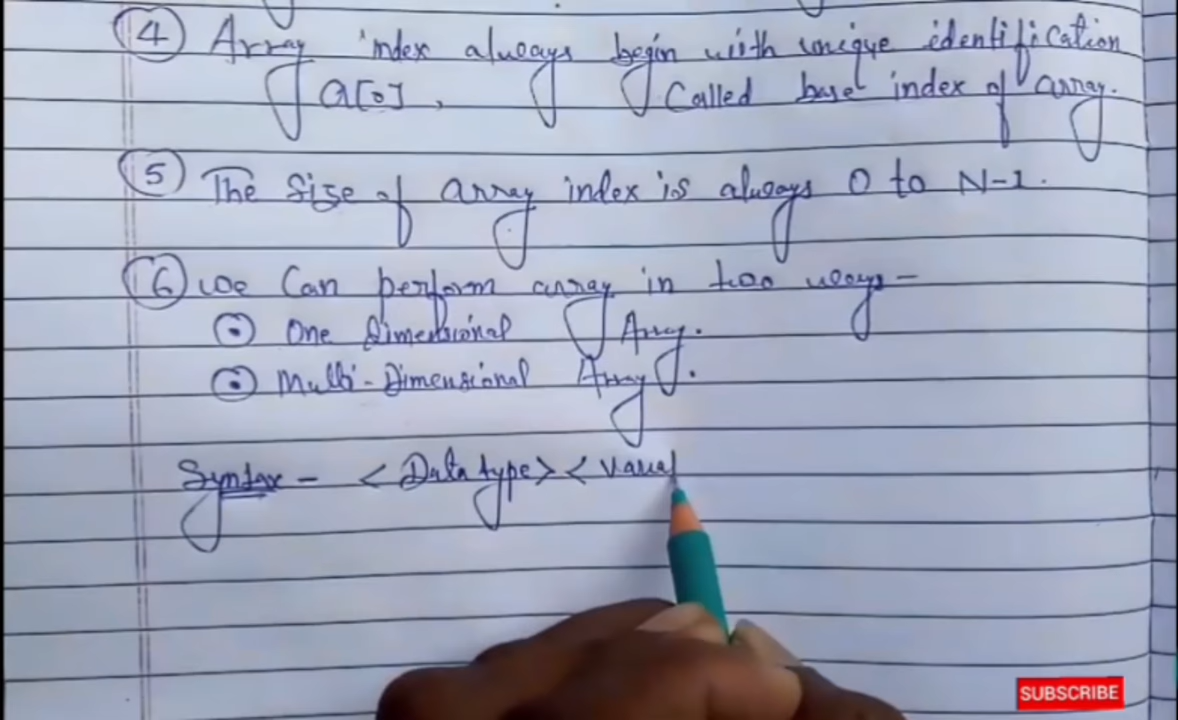 ④ Array index always begin with unique identification
a[0], Called base index of array.
⑤ The Size of array index is always 0 to N-1.
⑥ we Can perform array in two ways-
⊙ One Dimensional Array.
⊙ Multi-Dimensional Array.
Syntax - <Data type> <Varia
SUBSCRIBE